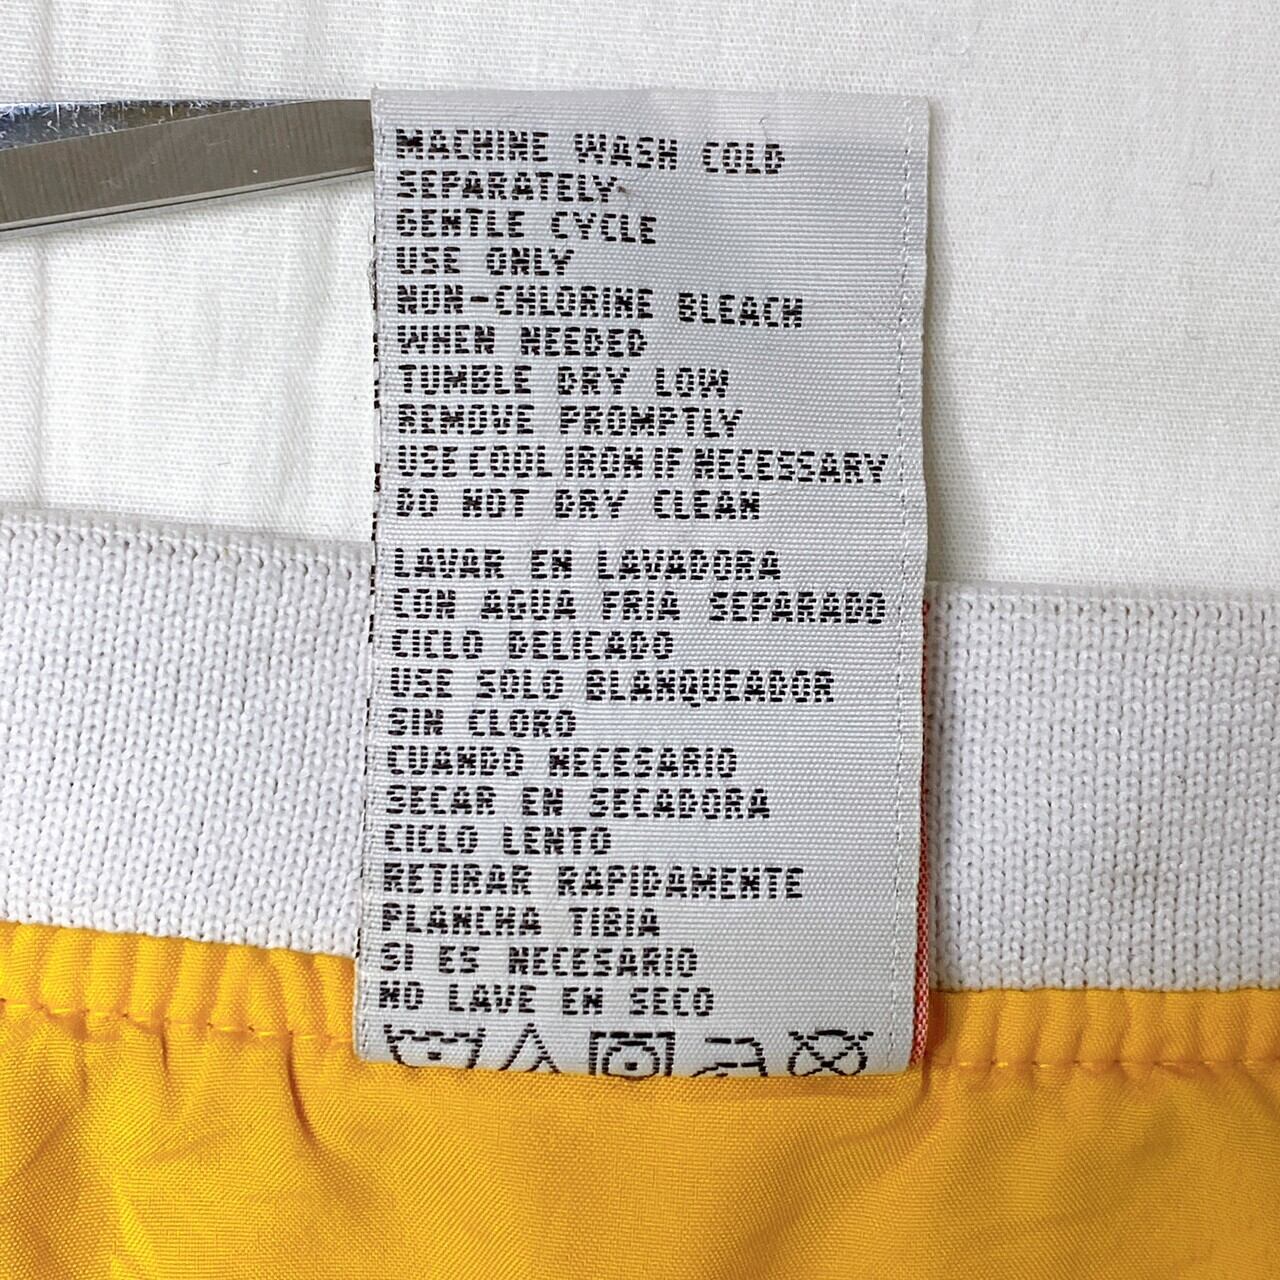 MACHINE WASH COLD
SEPARATELY
GENTLE CYCLE
USE ONLY
NON-CHLORINE BLEACH
WHEN NEEDED
TUMBLE DRY LOW
REMOVE PROMPTLY
USE COOL IRON IF NECESSARY
DO NOT DRY CLEAN
LAVAR EN LAVADORA
CON AGUA FRIA SEPARADO
CICLO DELICADO
USE SOLO BLANQUEADOR
SIN CLORO
CUANDO NECESARIO
SECAR EN SECADORA
CICLO LENTO
RETIRAR RAPIDAMENTE
PLANCHA TIBIA
SI ES NECESARIO
NO LAVE EN SECO